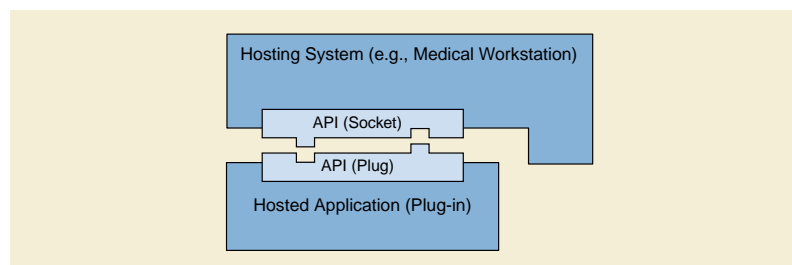 Hosting System (e.g., Medical Workstation)
API (Socket)
API (Plug)
Hosted Application (Plug-in)